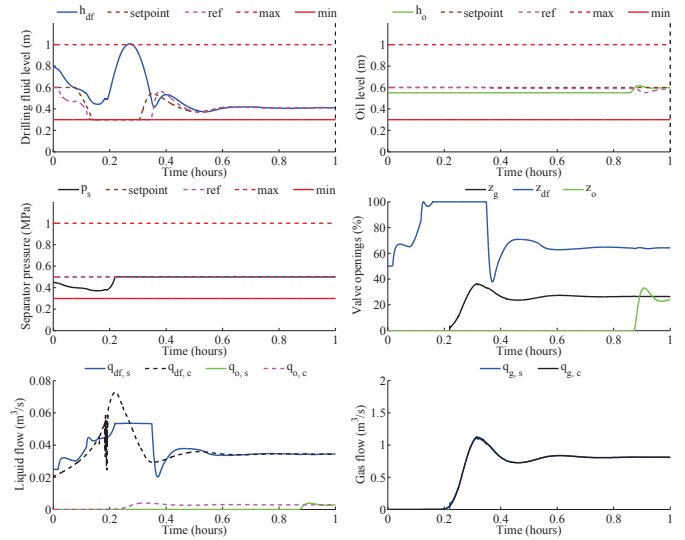 h_df setpoint ref max min
Drilling fluid level (m)
1
0.8
0.6
0.4
0.2
0
0 0.2 0.4 0.6 0.8 1
Time (hours)
h_o setpoint ref max min
Oil level (m)
1
0.8
0.6
0.4
0.2
0
0 0.2 0.4 0.6 0.8 1
Time (hours)
p_s setpoint ref max min
Separator pressure (MPa)
1
0.8
0.6
0.4
0.2
0
0 0.2 0.4 0.6 0.8 1
Time (hours)
z_g z_df z_o
Valve openings (%)
100
80
60
40
20
0
0 0.2 0.4 0.6 0.8 1
Time (hours)
q_df, s q_df, c q_o, s q_o, c
Liquid flow (m³/s)
0.08
0.06
0.04
0.02
0
0 0.2 0.4 0.6 0.8 1
Time (hours)
q_g, s q_g, c
Gas flow (m³/s)
2
1.5
1
0.5
0
0 0.2 0.4 0.6 0.8 1
Time (hours)